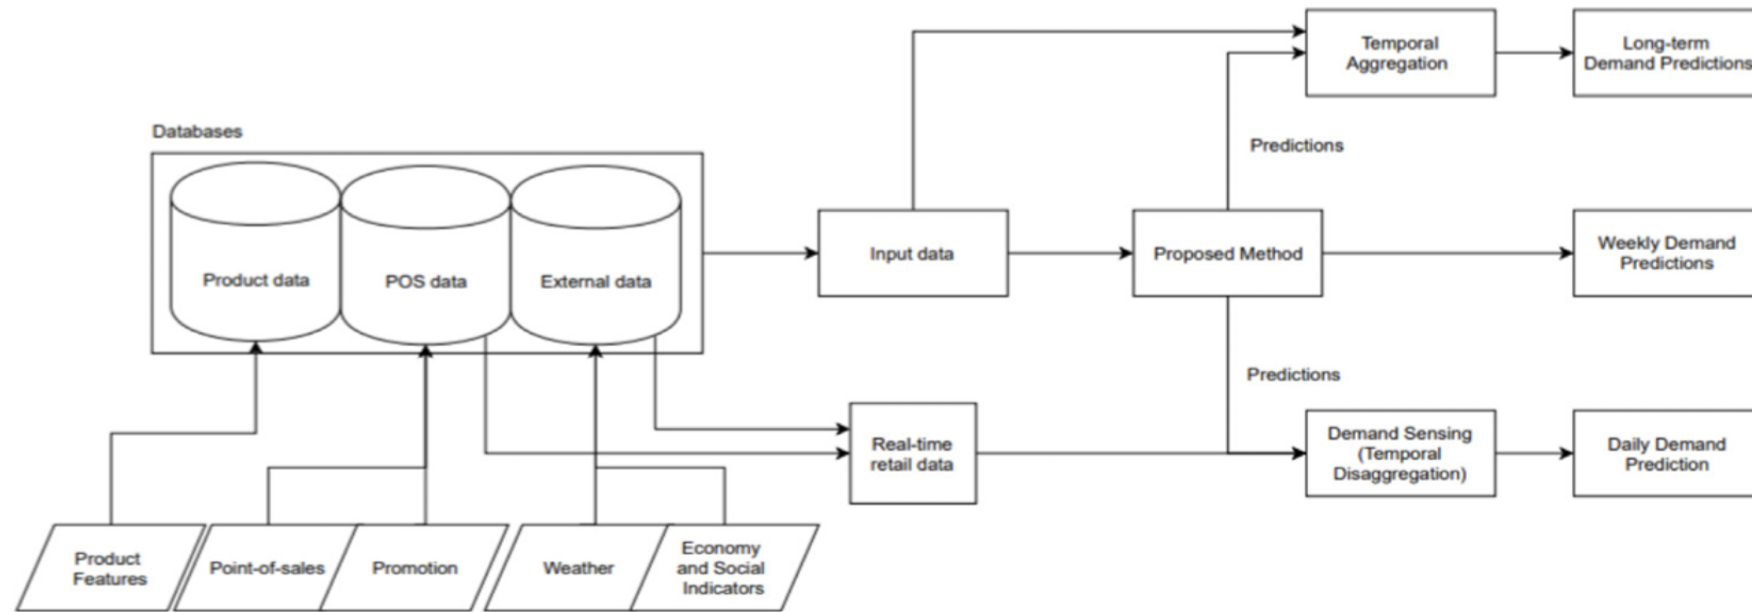 Temporal
Aggregation
Long-term
Demand Predictions
Databases
Predictions
Product data
POS data
External data
Input data
Proposed Method
Weekly Demand
Predictions
Predictions
Real-time
retail data
Demand Sensing
(Temporal
Disaggregation)
Daily Demand
Prediction
Product
Features
Point-of-sales
Promotion
Weather
Economy
and Social
Indicators